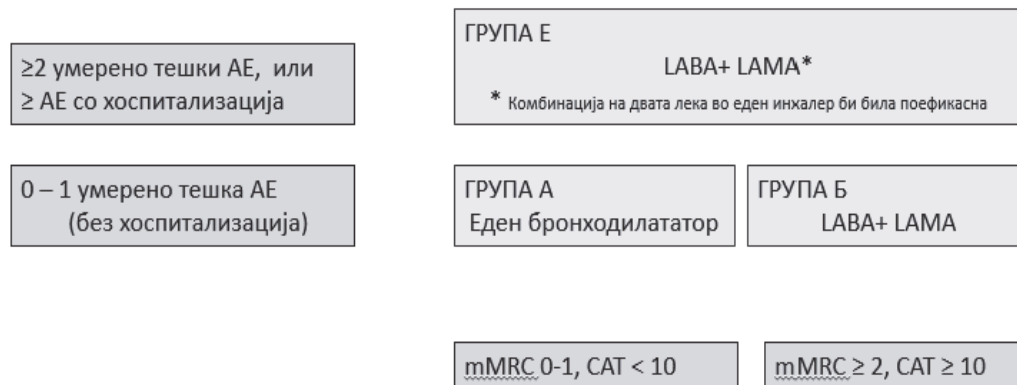 ≥2 умерено тешки АЕ, или
≥ АЕ со хоспитализација
ГРУПА Е
LABA+ LAMA*
* Комбинација на двата лека во еден инхалер би била поефикасна
0 – 1 умерено тешка АЕ
(без хоспитализација)
ГРУПА А
Еден бронходилататор
ГРУПА Б
LABA+ LAMA
mMRC 0-1, CAT < 10
mMRC ≥ 2, CAT ≥ 10